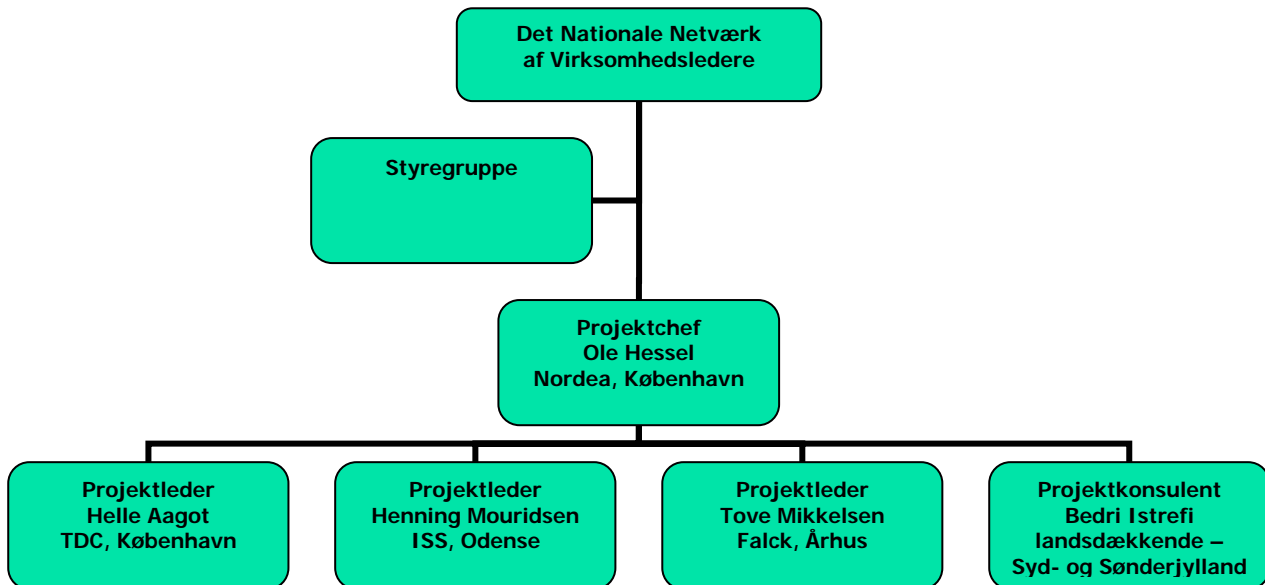 Det Nationale Netværk
af Virksomhedsledere
Styregruppe
Projektchef
Ole Hessel
Nordea, København
Projektleder
Helle Aagot
TDC, København
Projektleder
Henning Mouridsen
ISS, Odense
Projektleder
Tove Mikkelsen
Falck, Århus
Projektkonsulent
Bedri Istrefi
landsdækkende –
Syd- og Sønderjylland